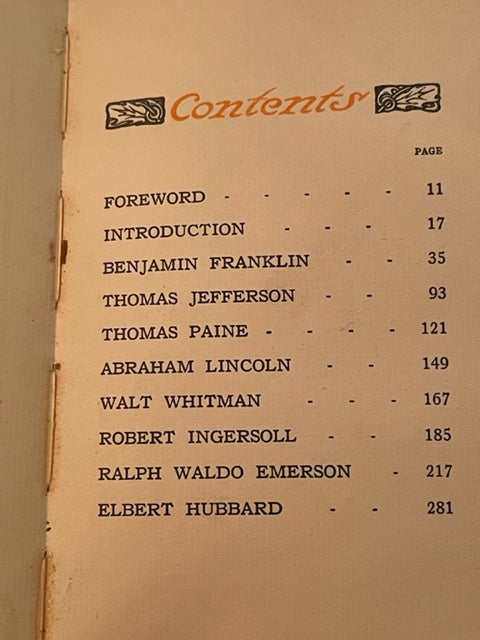 Contents
PAGE
FOREWORD - - - - - 11
INTRODUCTION - - - 17
BENJAMIN FRANKLIN - - 35
THOMAS JEFFERSON - - 93
THOMAS PAINE - - - - 121
ABRAHAM LINCOLN - - 149
WALT WHITMAN - - - 167
ROBERT INGERSOLL - - 185
RALPH WALDO EMERSON - 217
ELBERT HUBBARD - - 281